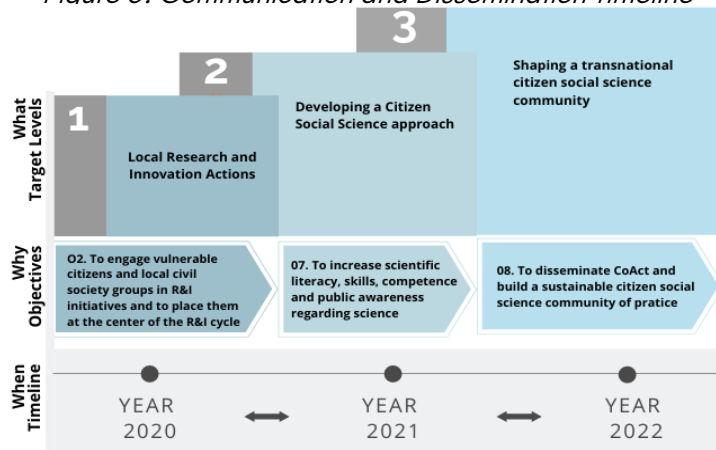 Figure 6: Communication and Dissemination Timeline
What
Target Levels
1
Local Research and
Innovation Actions
2
Developing a Citizen
Social Science approach
3
Shaping a transnational
citizen social science
community
Why
Objectives
O2. To engage vulnerable
citizens and local civil
society groups in R&I
initiatives and to place them
at the center of the R&I cycle
07. To increase scientific
literacy, skills, competence
and public awareness
regarding science
08. To disseminate CoAct and
build a sustainable citizen social
science community of pratice
When
Timeline
YEAR
2020
YEAR
2021
YEAR
2022